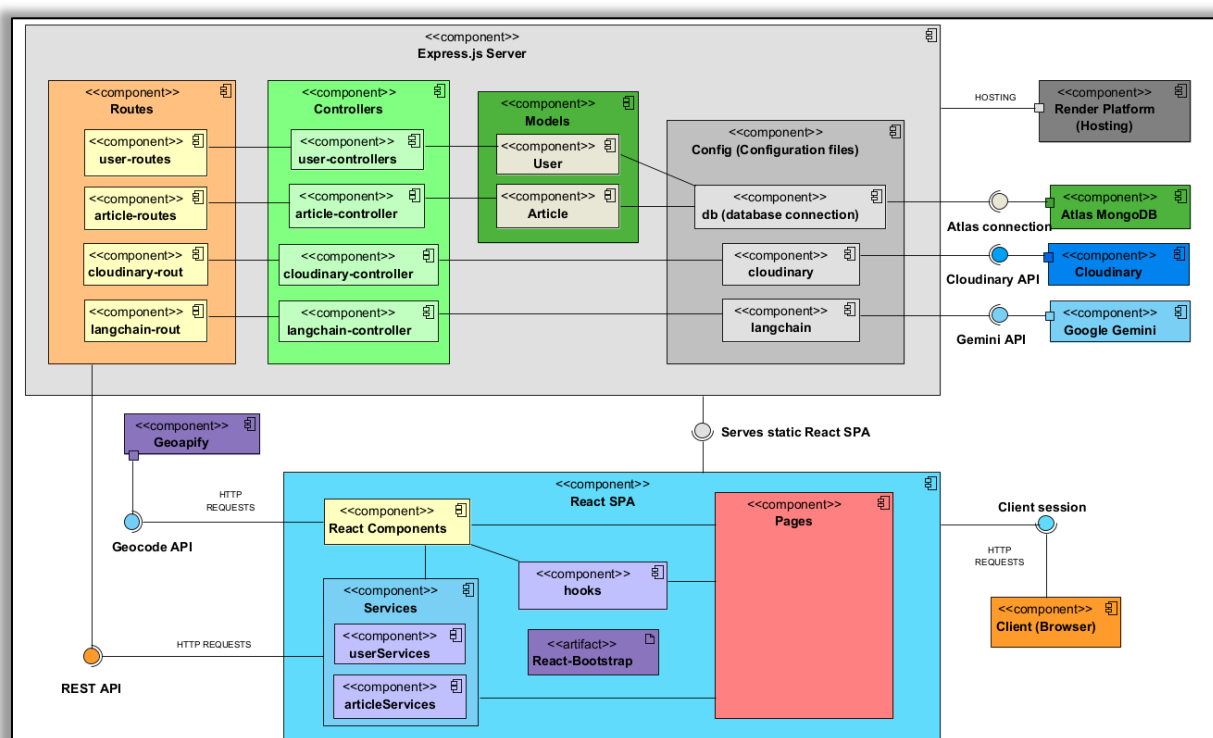 <<component>>
Express.js Server
<<component>>
Routes
<<component>>
user-routes
<<component>>
article-routes
<<component>>
cloudinary-rout
<<component>>
langchain-rout
<<component>>
Controllers
<<component>>
user-controllers
<<component>>
article-controller
<<component>>
cloudinary-controller
<<component>>
langchain-controller
<<component>>
Models
<<component>>
User
<<component>>
Article
<<component>>
Config (Configuration files)
<<component>>
db (database connection)
<<component>>
cloudinary
<<component>>
langchain
HOSTING
<<component>>
Render Platform
(Hosting)
Atlas connection
<<component>>
Atlas MongoDB
Cloudinary API
<<component>>
Cloudinary
Gemini API
<<component>>
Google Gemini
<<component>>
Geoapify
Serves static React SPA
HTTP
REQUESTS
Geocode API
<<component>>
React SPA
<<component>>
React Components
<<component>>
Pages
<<component>>
hooks
<<component>>
Services
<<component>>
userServices
<<component>>
articleServices
<<artifact>>
React-Bootstrap
Client session
HTTP
REQUESTS
<<component>>
Client (Browser)
HTTP REQUESTS
REST API